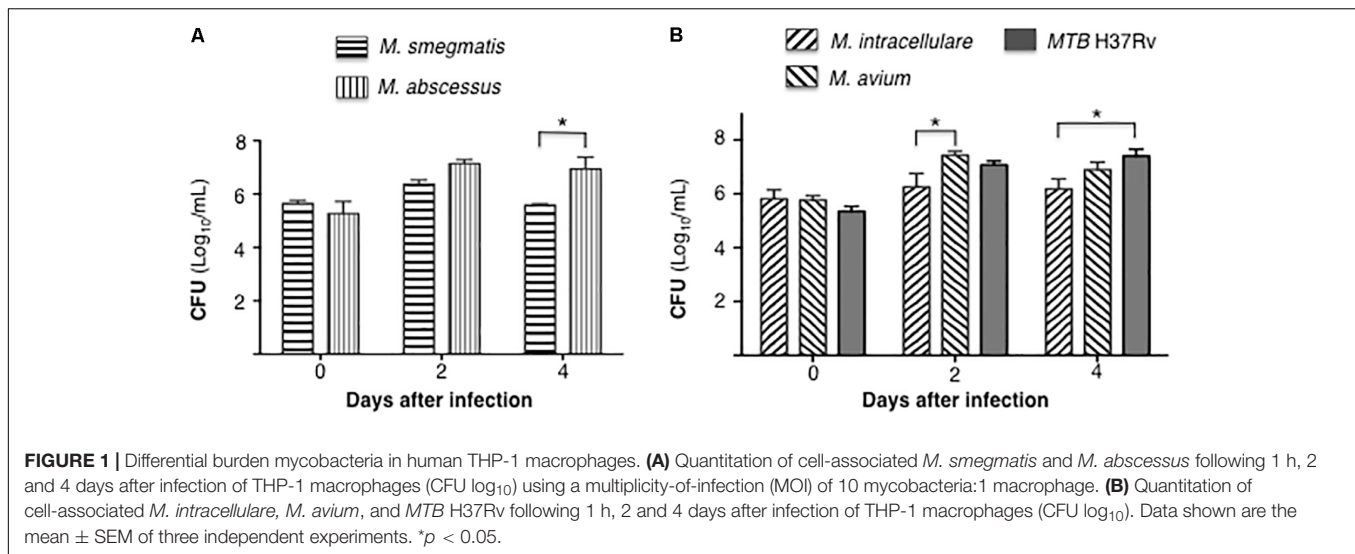 A
M. smegmatis
M. abscessus
CFU (Log10/mL)
8
6
4
2
*
0
2
4
Days after infection
B
M. intracellulare
MTB H37Rv
M. avium
CFU (Log10/mL)
8
6
4
2
*
*
0
2
4
Days after infection
FIGURE 1 | Differential burden mycobacteria in human THP-1 macrophages. (A) Quantitation of cell-associated M. smegmatis and M. abscessus following 1 h, 2
and 4 days after infection of THP-1 macrophages (CFU log10) using a multiplicity-of-infection (MOI) of 10 mycobacteria:1 macrophage. (B) Quantitation of
cell-associated M. intracellulare, M. avium, and MTB H37Rv following 1 h, 2 and 4 days after infection of THP-1 macrophages (CFU log10). Data shown are the
mean ± SEM of three independent experiments. *p < 0.05.